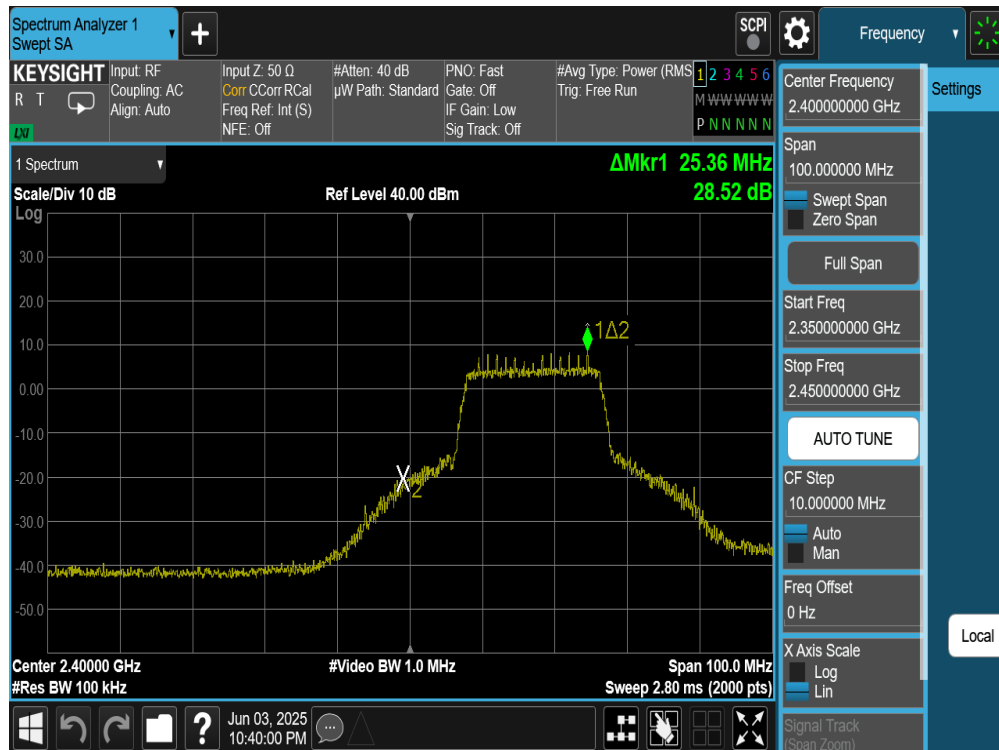 Spectrum Analyzer 1
Swept SA
+
SCPI
Frequency
KEYSIGHT
R T
LXI
Input: RF
Coupling: AC
Align: Auto
Input Z: 50 Ω
Corr CCorr RCal
Freq Ref: Int (S)
NFE: Off
#Atten: 40 dB
µW Path: Standard
PNO: Fast
Gate: Off
IF Gain: Low
Sig Track: Off
#Avg Type: Power (RMS
Trig: Free Run
1 2 3 4 5 6
M W W W W W
P N N N N N
1 Spectrum
ΔMkr1 25.36 MHz
28.52 dB
Scale/Div 10 dB
Ref Level 40.00 dBm
Log
30.0
20.0
10.0
0.00
-10.0
-20.0
-30.0
-40.0
-50.0
1Δ2
X
2
Center 2.40000 GHz
#Video BW 1.0 MHz
Span 100.0 MHz
#Res BW 100 kHz
Sweep 2.80 ms (2000 pts)
Center Frequency
2.400000000 GHz
Span
100.000000 MHz
Swept Span
Zero Span
Full Span
Start Freq
2.350000000 GHz
Stop Freq
2.450000000 GHz
AUTO TUNE
CF Step
10.000000 MHz
Auto
Man
Freq Offset
0 Hz
X Axis Scale
Log
Lin
Signal Track
(Span Zoom)
Settings
Local
?
Jun 03, 2025
10:40:00 PM